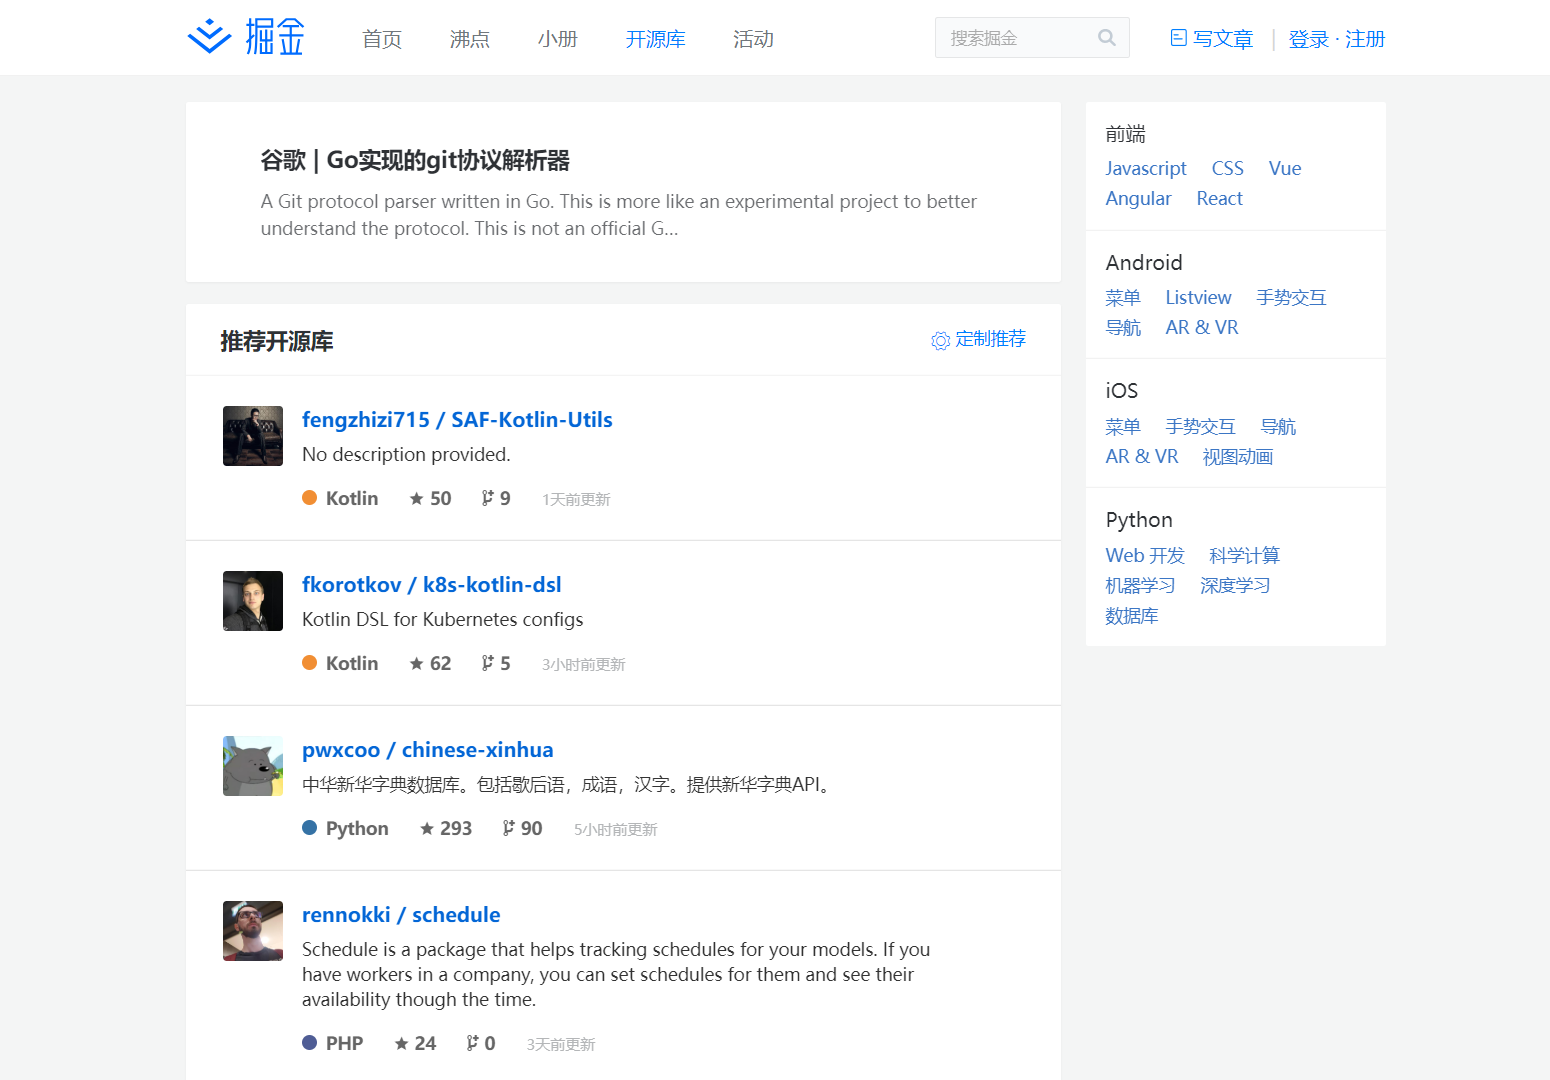 掘金
首页 沸点 小册 开源库 活动
搜索掘金
写文章 | 登录 · 注册
谷歌 | Go实现的git协议解析器
A Git protocol parser written in Go. This is more like an experimental project to better
understand the protocol. This is not an official G...
推荐开源库
定制推荐
fengzhizi715 / SAF-Kotlin-Utils
No description provided.
Kotlin 50 9 1天前更新
fkorotkov / k8s-kotlin-dsl
Kotlin DSL for Kubernetes configs
Kotlin 62 5 3小时前更新
pwxcoo / chinese-xinhua
中华新华字典数据库。包括歇后语，成语，汉字。提供新华字典API。
Python 293 90 5小时前更新
rennokki / schedule
Schedule is a package that helps tracking schedules for your models. If you
have workers in a company, you can set schedules for them and see their
availability though the time.
PHP 24 0 3天前更新
前端
Javascript CSS Vue
Angular React
Android
菜单 Listview 手势交互
导航 AR & VR
iOS
菜单 手势交互 导航
AR & VR 视图动画
Python
Web 开发 科学计算
机器学习 深度学习
数据库